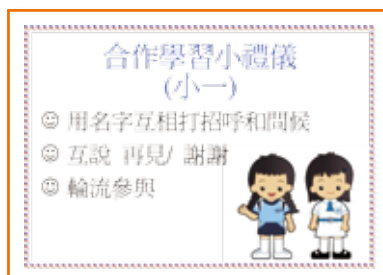 合作學習小禮儀
(小一)
☺ 用名字互相打招呼和問候
☺ 互說 再見/ 謝謝
☺ 輪流參與